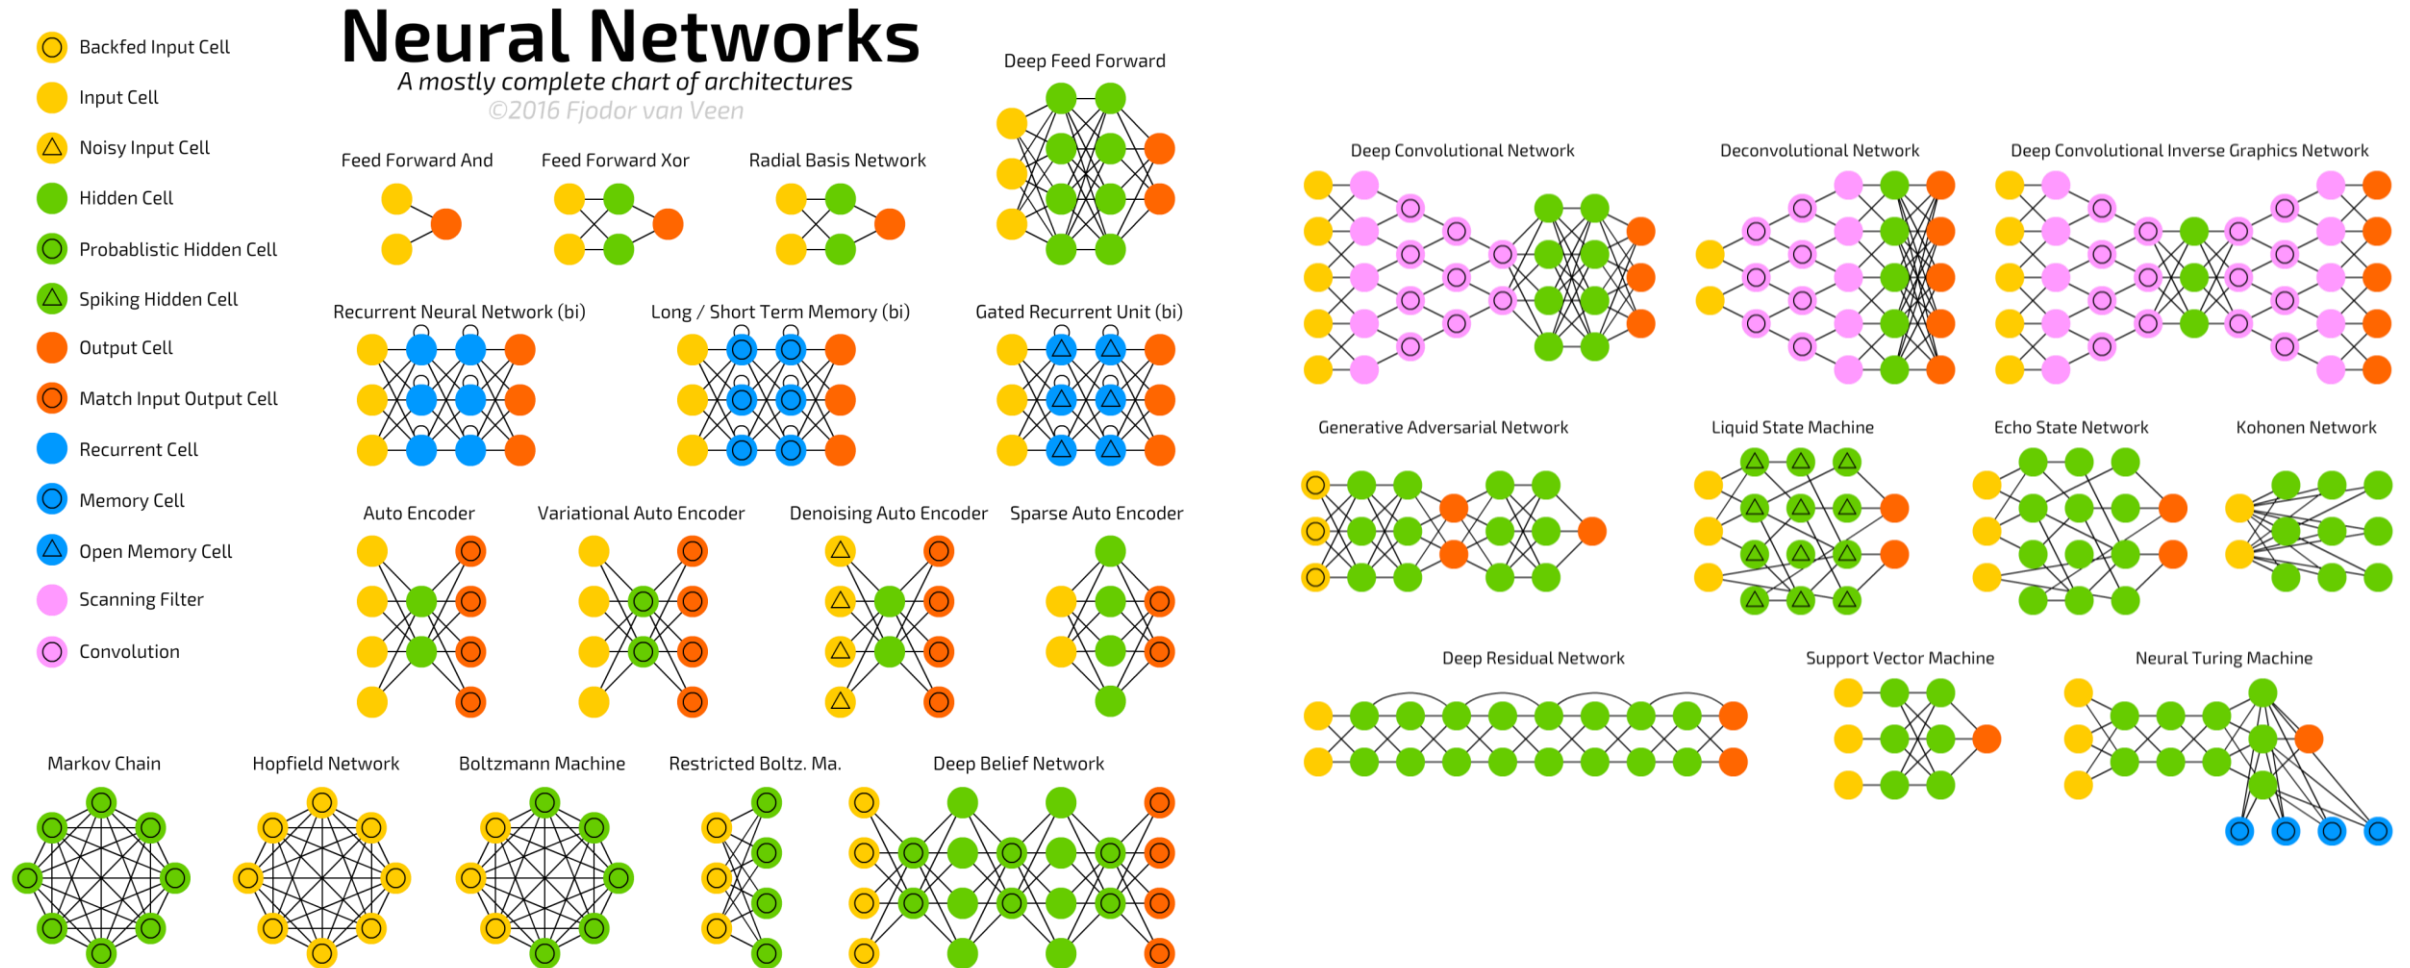 Neural Networks
A mostly complete chart of architectures
©2016 Fjodor van Veen
Backfed Input Cell
Input Cell
Noisy Input Cell
Hidden Cell
Probablistic Hidden Cell
Spiking Hidden Cell
Output Cell
Match Input Output Cell
Recurrent Cell
Memory Cell
Open Memory Cell
Scanning Filter
Convolution
Deep Feed Forward
Feed Forward And
Feed Forward Xor
Radial Basis Network
Recurrent Neural Network (bi)
Long / Short Term Memory (bi)
Gated Recurrent Unit (bi)
Auto Encoder
Variational Auto Encoder
Denoising Auto Encoder
Sparse Auto Encoder
Markov Chain
Hopfield Network
Boltzmann Machine
Restricted Boltz. Ma.
Deep Belief Network
Deep Convolutional Network
Deconvolutional Network
Deep Convolutional Inverse Graphics Network
Generative Adversarial Network
Liquid State Machine
Echo State Network
Kohonen Network
Deep Residual Network
Support Vector Machine
Neural Turing Machine